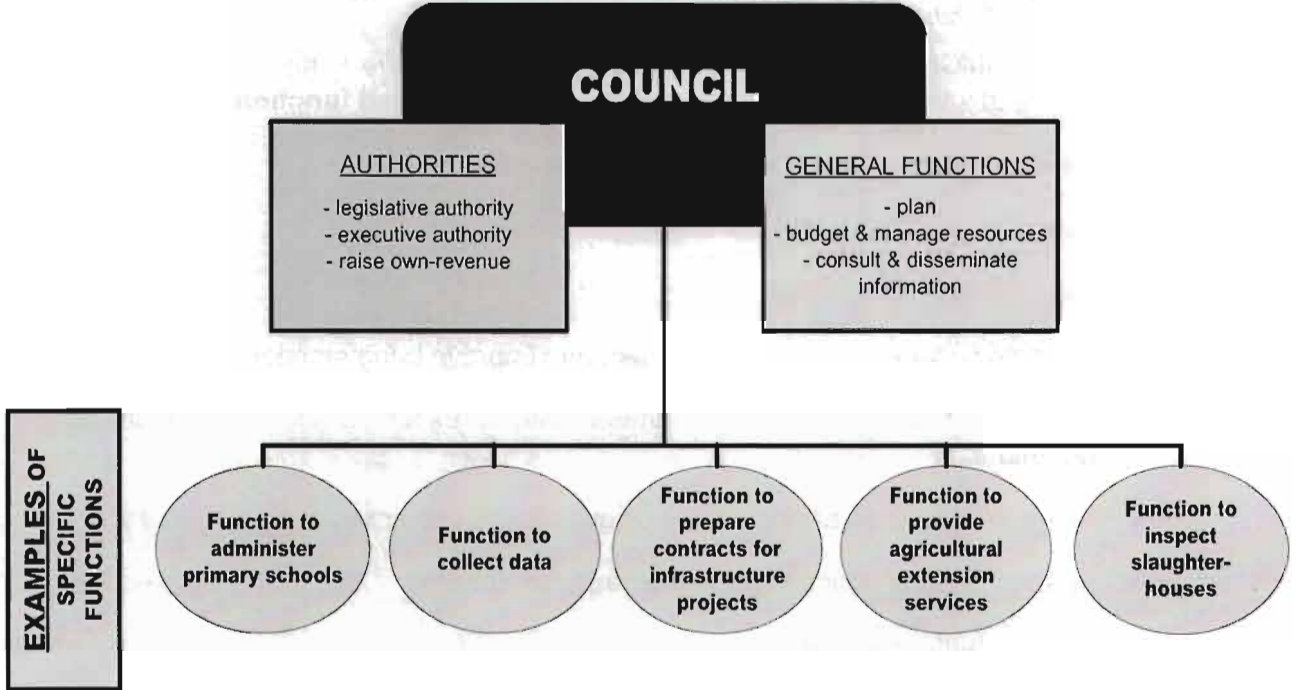 COUNCIL
AUTHORITIES
- legislative authority
- executive authority
- raise own-revenue
GENERAL FUNCTIONS
- plan
- budget & manage resources
- consult & disseminate
information
EXAMPLES OF
SPECIFIC
FUNCTIONS
Function to
administer
primary schools
Function to
collect data
Function to
prepare
contracts for
infrastructure
projects
Function to
provide
agricultural
extension
services
Function to
inspect
slaughter-
houses